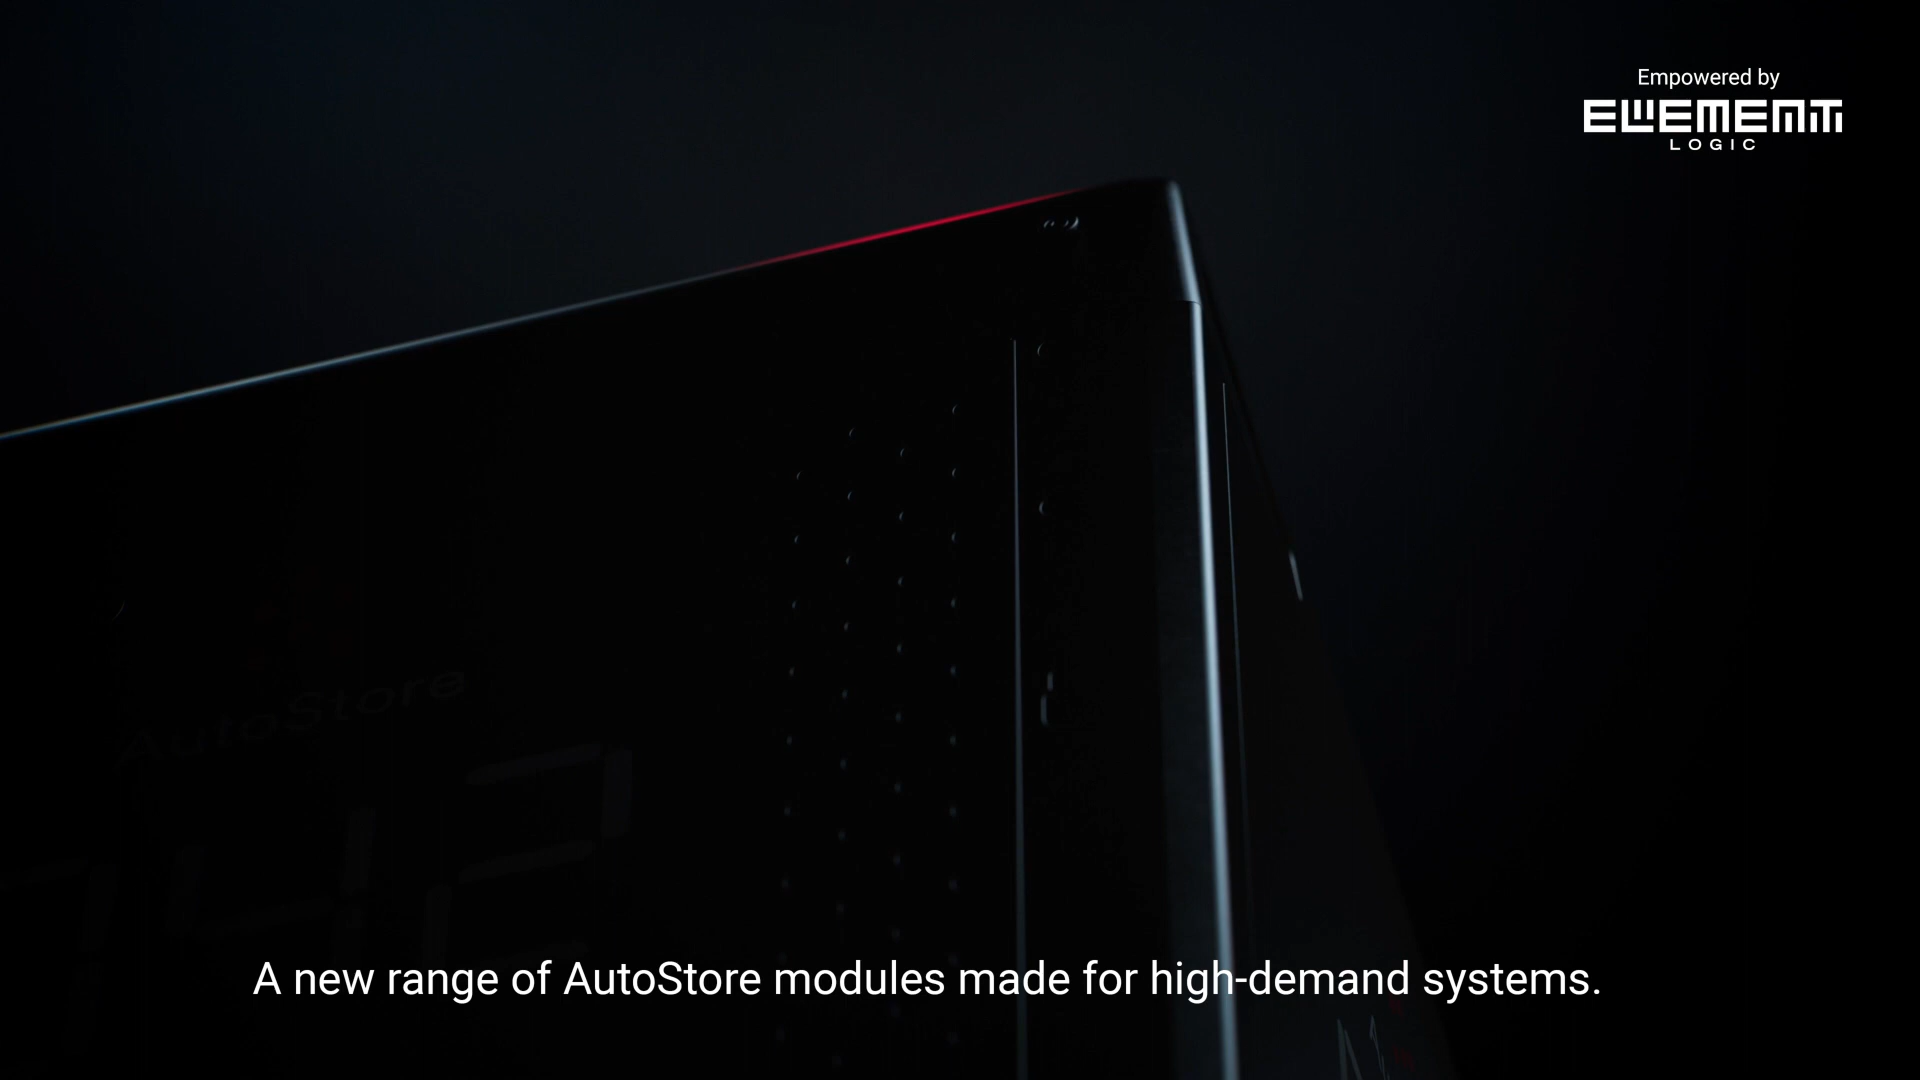 Empowered by
ELEMENT
LOGIC
AutoStore
A new range of AutoStore modules made for high-demand systems.